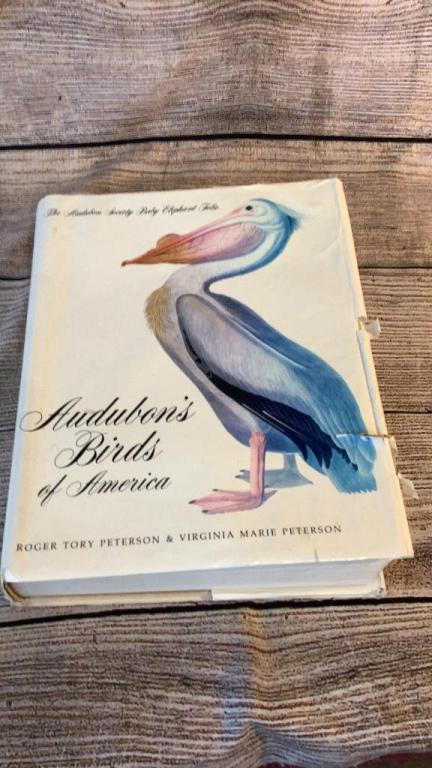 The Audubon Society Baby Elephant Folio
Audubon's
Birds
of America
ROGER TORY PETERSON & VIRGINIA MARIE PETERSON